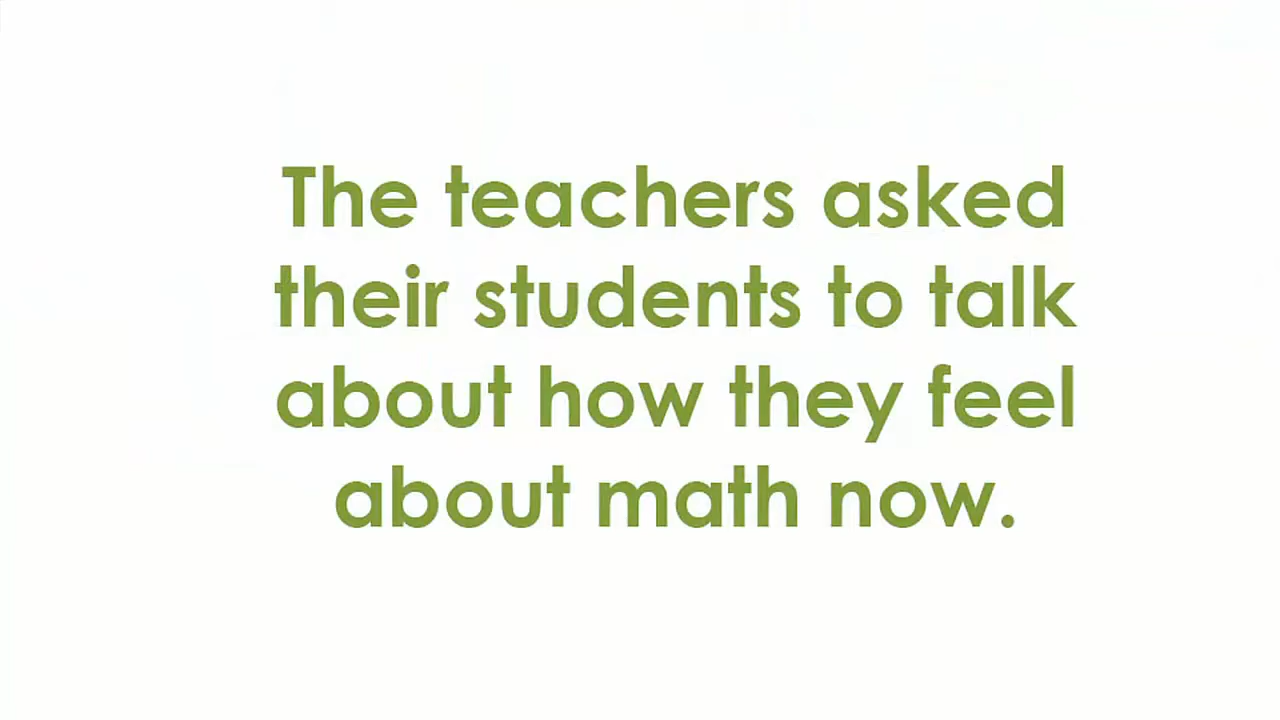 The teachers asked
their students to talk
about how they feel
about math now.